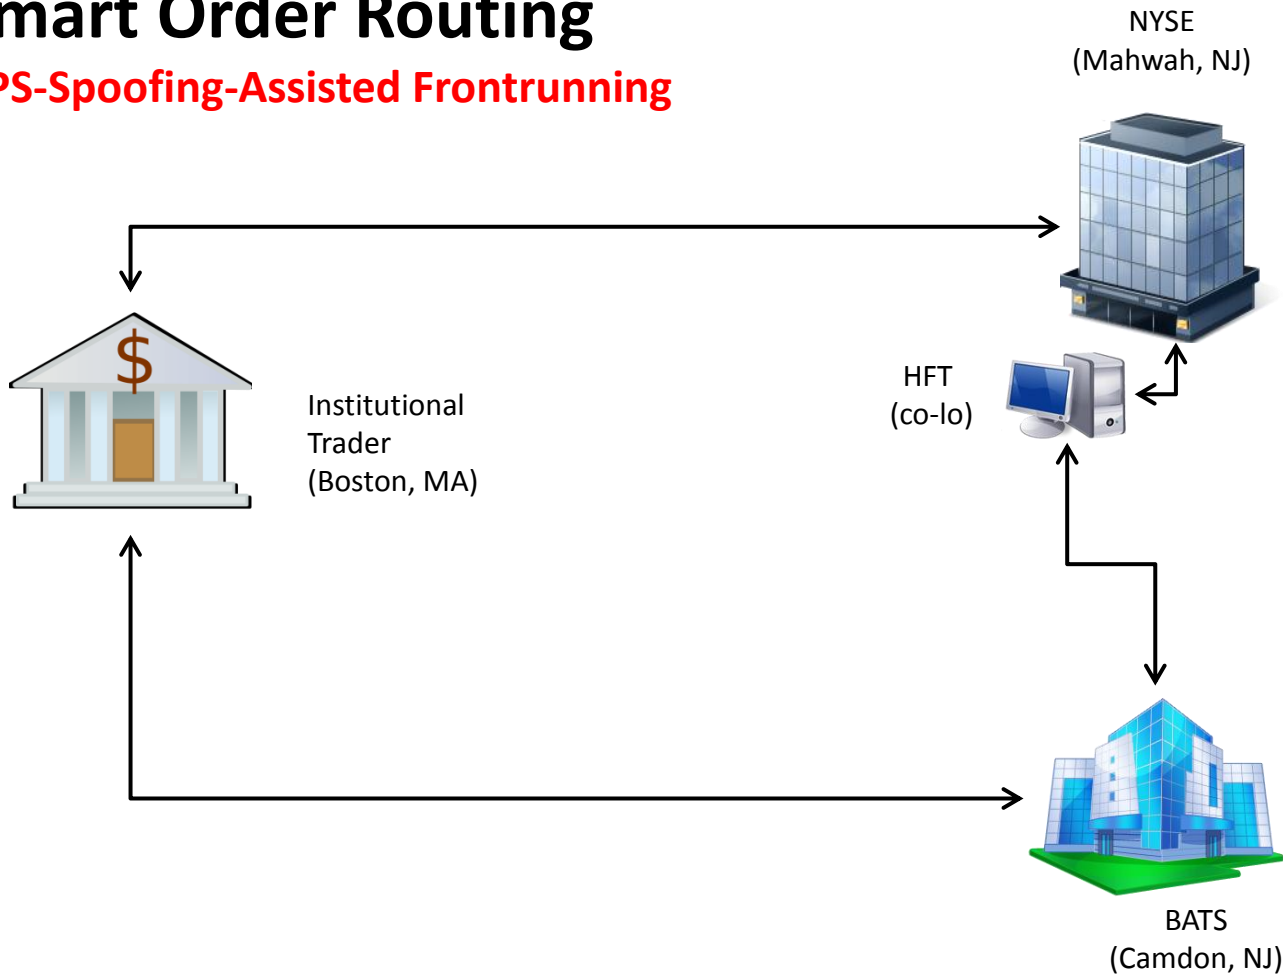 mart Order Routing
PS-Spoofing-Assisted Frontrunning
NYSE
(Mahwah, NJ)
$
Institutional
Trader
(Boston, MA)
HFT
(co-lo)
BATS
(Camdon, NJ)